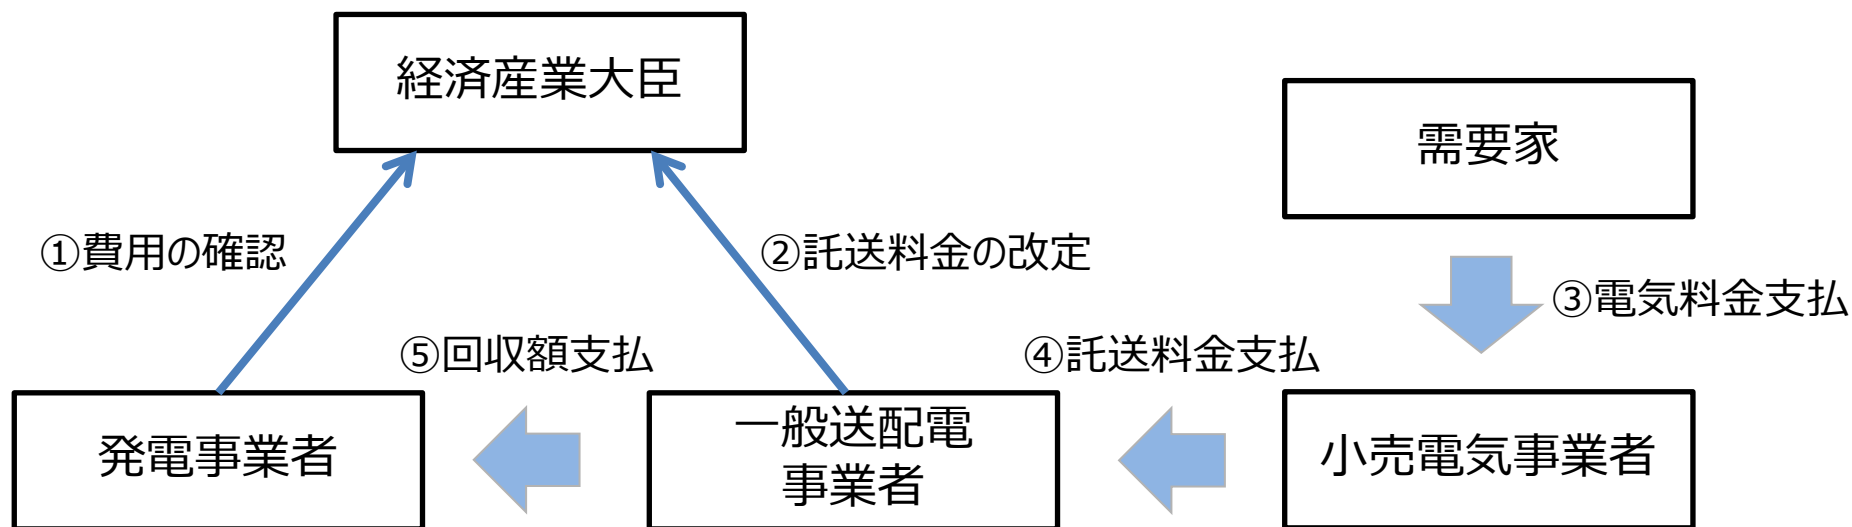 経済産業大臣
需要家
①費用の確認
②託送料金の改定
③電気料金支払
⑤回収額支払
④託送料金支払
発電事業者
一般送配電
事業者
小売電気事業者